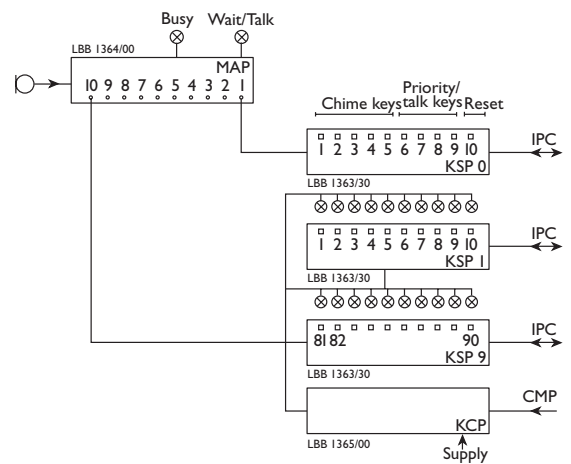 Busy Wait/Talk
LBB 1364/00
MAP
10 9 8 7 6 5 4 3 2 1
Priority/
Chime keys talk keys Reset
1 2 3 4 5 6 7 8 9 10
KSP 0
IPC
LBB 1363/30
1 2 3 4 5 6 7 8 9 10
KSP 1
IPC
LBB 1363/30
81 82 90
KSP 9
IPC
LBB 1363/30
CMP
KCP
LBB 1365/00
Supply